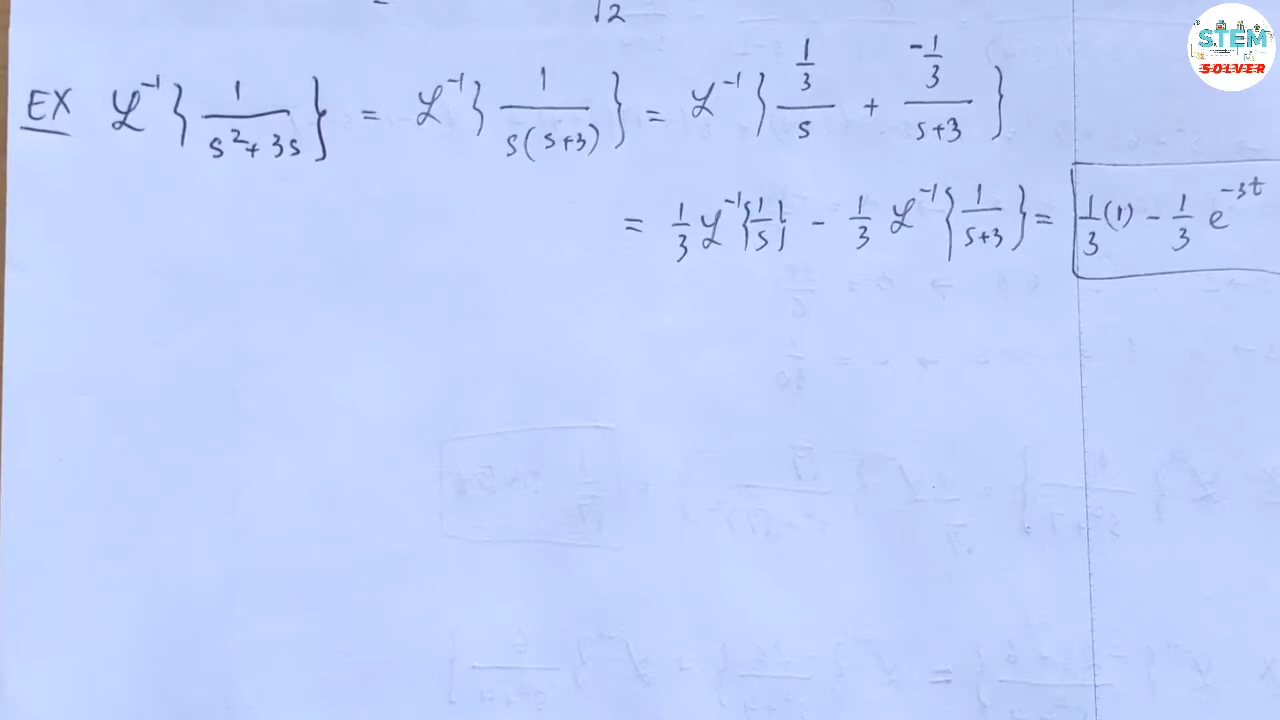 √2
STEM
SOLVER
EX ℒ⁻¹{1/(s²+3s)} = ℒ⁻¹{1/(s(s+3))} = ℒ⁻¹{(1/3)/s + (-1/3)/(s+3)}
= 1/3 ℒ⁻¹{1/s} - 1/3 ℒ⁻¹{1/(s+3)} = 1/3(1) - 1/3 e^(-3t)